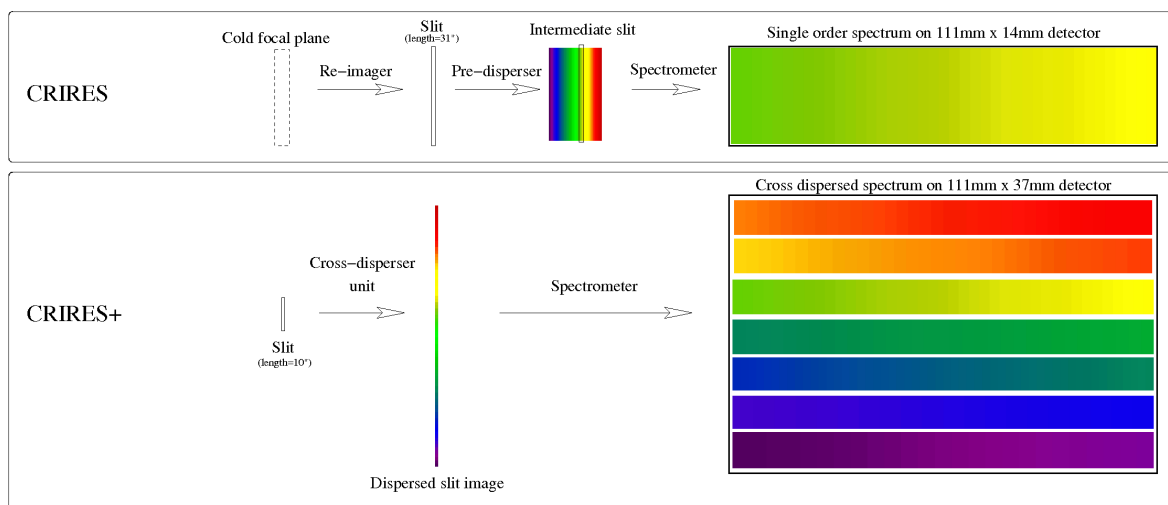 CRIRES
Cold focal plane
Re-imager
Slit
(length=31")
Pre-disperser
Intermediate slit
Spectrometer
Single order spectrum on 111mm x 14mm detector
CRIRES+
Slit
(length=10")
Cross-disperser
unit
Dispersed slit image
Spectrometer
Cross dispersed spectrum on 111mm x 37mm detector